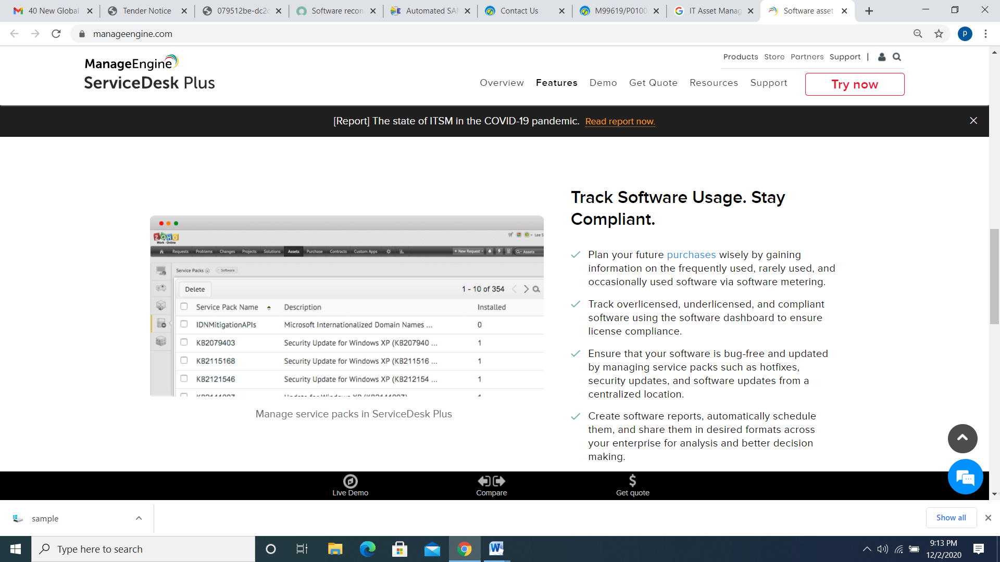 40 New Global
Tender Notice
079512be-dc2c
Software recon
Automated SAM
Contact Us
M99619/P0100
IT Asset Manag
Software asset
manageengine.com
p
Products Store Partners Support |
ManageEngine
ServiceDesk Plus
Overview Features Demo Get Quote Resources Support Try now
[Report] The state of ITSM in the COVID-19 pandemic. Read report now.
Track Software Usage. Stay
Compliant.
ZOHO
Work - Online
Lee S
Requests Problems Changes Projects Solutions Assets Purchase Contracts Custom Apps + New Request Assets
Service Packs Software
Delete 1 - 10 of 354
Service Pack Name Description Installed
IDNMitigationAPIs Microsoft Internationalized Domain Names ... 0
KB2079403 Security Update for Windows XP (KB207940 ... 1
KB2115168 Security Update for Windows XP (KB211516 ... 1
KB2121546 Security Update for Windows XP (KB212154 ... 1
Manage service packs in ServiceDesk Plus
Plan your future purchases wisely by gaining
information on the frequently used, rarely used, and
occasionally used software via software metering.
Track overlicensed, underlicensed, and compliant
software using the software dashboard to ensure
license compliance.
Ensure that your software is bug-free and updated
by managing service packs such as hotfixes,
security updates, and software updates from a
centralized location.
Create software reports, automatically schedule
them, and share them in desired formats across
your enterprise for analysis and better decision
making.
Live Demo
Compare
Get quote
sample
Show all
Type here to search
9:13 PM
12/2/2020